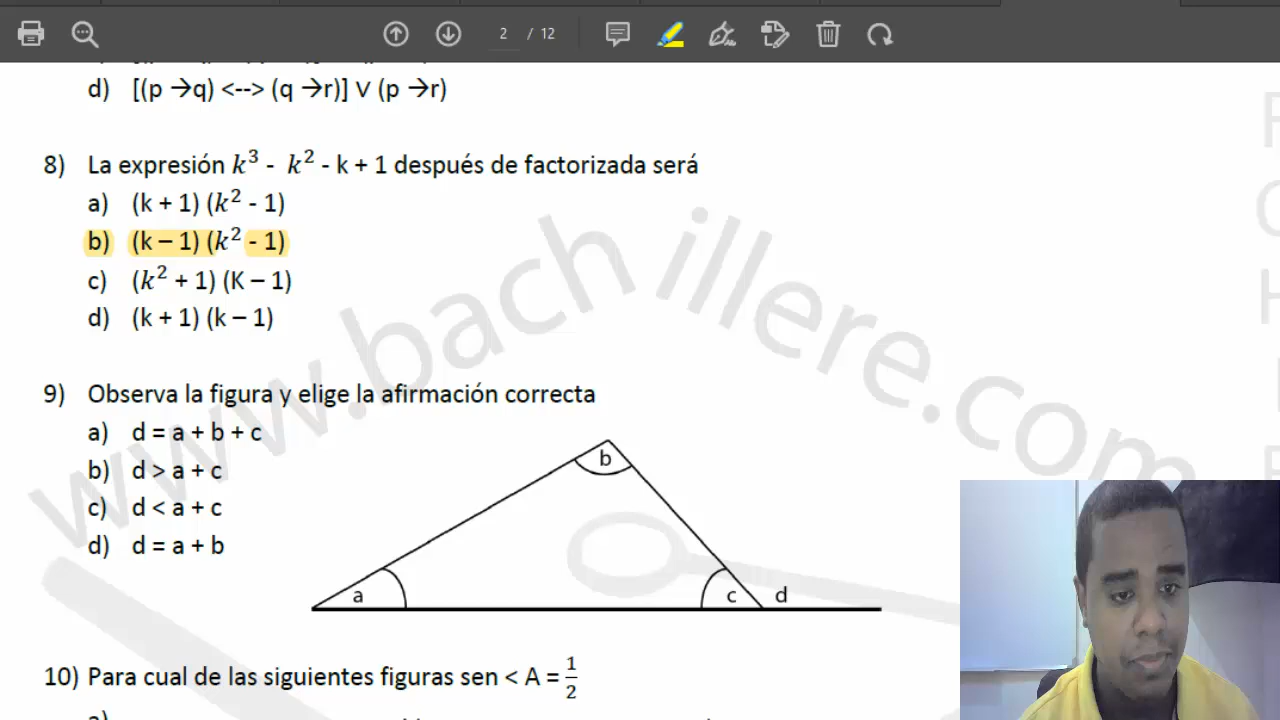 2 / 12
d) [(p →q) <--> (q →r)] V (p →r)
8) La expresión k³ - k² - k + 1 después de factorizada será
a) (k + 1) (k² - 1)
b) (k – 1) (k² - 1)
c) (k² + 1) (K – 1)
d) (k + 1) (k – 1)
9) Observa la figura y elige la afirmación correcta
a) d = a + b + c
b) d > a + c
c) d < a + c
d) d = a + b
b
a
c d
10) Para cual de las siguientes figuras sen < A = 1/2
www.bachillere.com